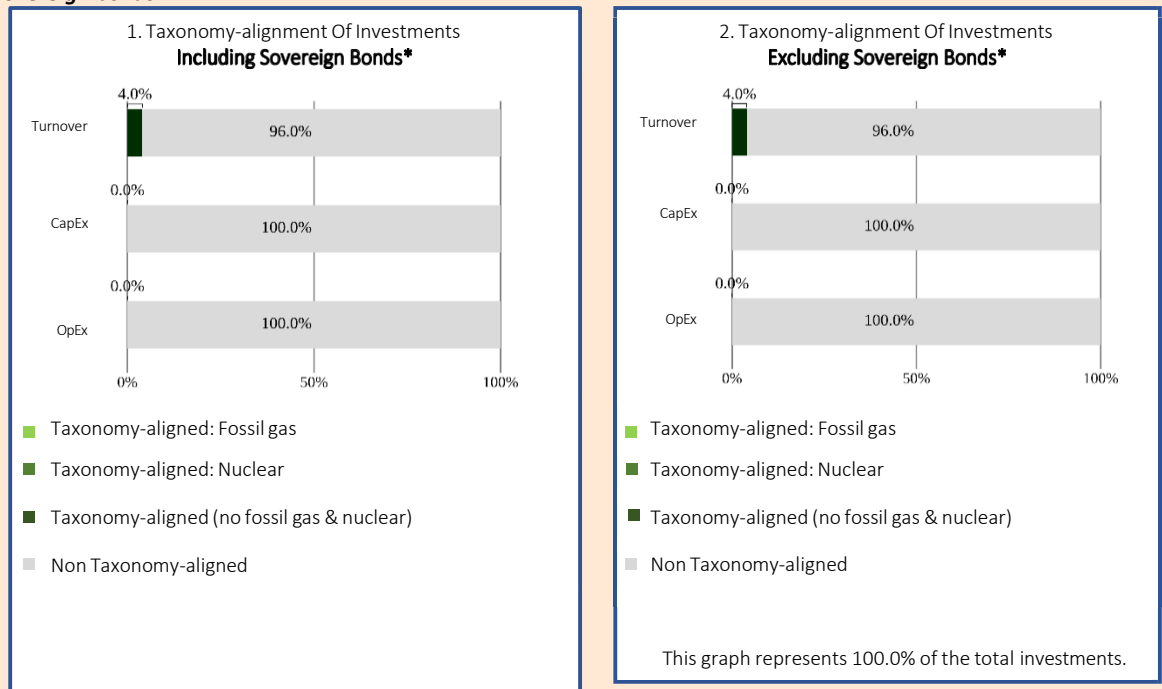 1. Taxonomy-alignment Of Investments
Including Sovereign Bonds*
4.0%
Turnover
96.0%
0.0%
CapEx
100.0%
0.0%
OpEx
100.0%
0%
50%
100%
Taxonomy-aligned: Fossil gas
Taxonomy-aligned: Nuclear
Taxonomy-aligned (no fossil gas & nuclear)
Non Taxonomy-aligned
2. Taxonomy-alignment Of Investments
Excluding Sovereign Bonds*
4.0%
Turnover
96.0%
0.0%
CapEx
100.0%
0.0%
OpEx
100.0%
0%
50%
100%
Taxonomy-aligned: Fossil gas
Taxonomy-aligned: Nuclear
Taxonomy-aligned (no fossil gas & nuclear)
Non Taxonomy-aligned
This graph represents 100.0% of the total investments.